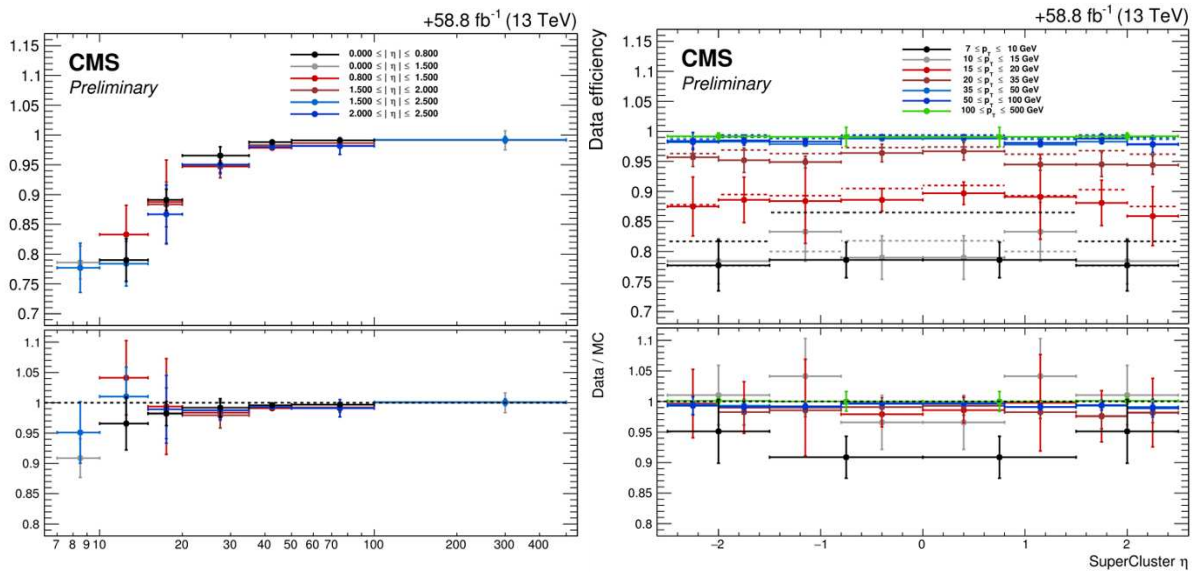 +58.8 fb⁻¹ (13 TeV)
CMS
Preliminary
0.000 ≤ | η | ≤ 0.800
0.000 ≤ | η | ≤ 1.500
0.800 ≤ | η | ≤ 1.500
1.500 ≤ | η | ≤ 2.000
1.500 ≤ | η | ≤ 2.500
2.000 ≤ | η | ≤ 2.500
1.15
1.1
1.05
1
0.95
0.9
0.85
0.8
0.75
0.7
1.1
1.05
1
0.95
0.9
0.85
0.8
7 8 9 10 20 30 40 50 60 70 100 200 300 400
+58.8 fb⁻¹ (13 TeV)
Data efficiency
CMS
Preliminary
7 ≤ p_T ≤ 10 GeV
10 ≤ p_T ≤ 15 GeV
15 ≤ p_T ≤ 20 GeV
20 ≤ p_T ≤ 35 GeV
35 ≤ p_T ≤ 50 GeV
50 ≤ p_T ≤ 100 GeV
100 ≤ p_T ≤ 500 GeV
1.15
1.1
1.05
1
0.95
0.9
0.85
0.8
0.75
0.7
Data / MC
1.1
1.05
1
0.95
0.9
0.85
0.8
−2 −1 0 1 2
SuperCluster η